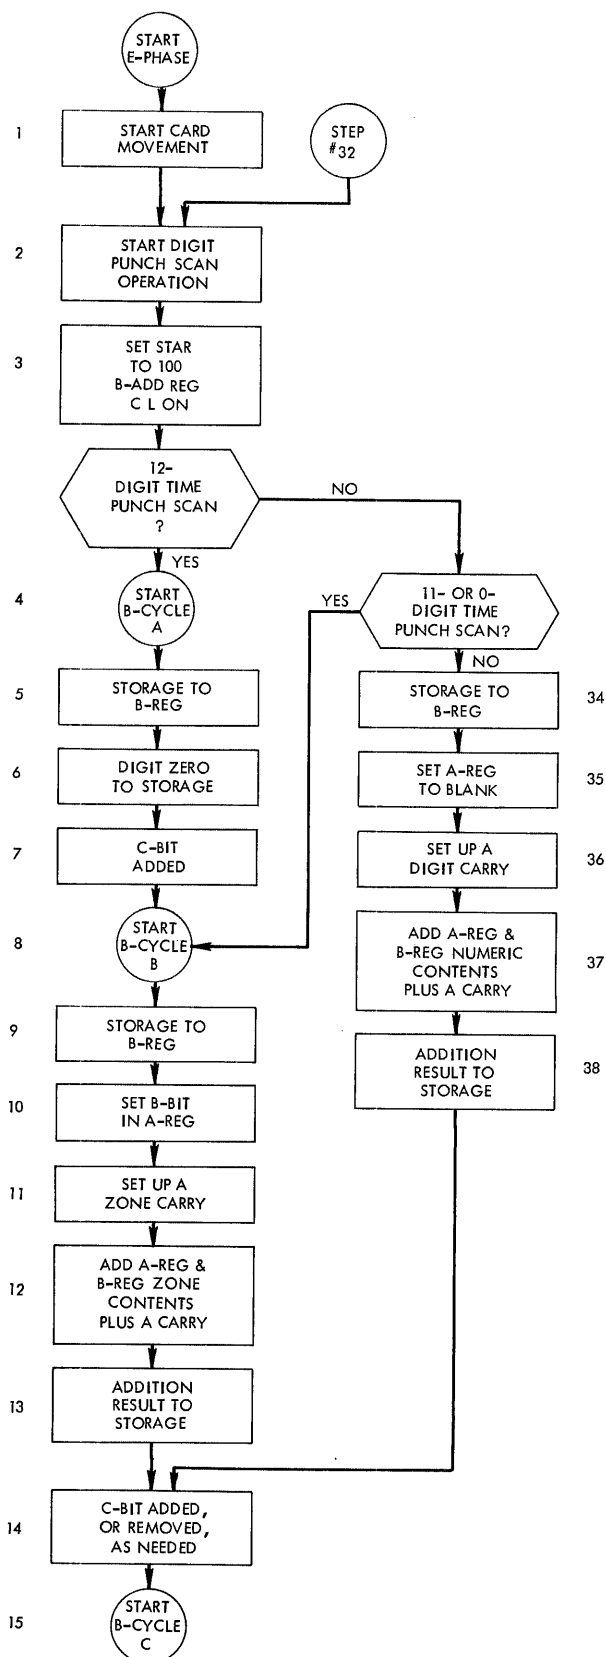 START
E-PHASE
1
START CARD
MOVEMENT
STEP
#32
2
START DIGIT
PUNCH SCAN
OPERATION
3
SET STAR
TO 100
B-ADD REG
C L ON
12-
DIGIT TIME
PUNCH SCAN
?
NO
YES
4
START
B-CYCLE
A
YES
11- OR 0-
DIGIT TIME
PUNCH SCAN?
NO
5
STORAGE TO
B-REG
STORAGE TO
B-REG
34
6
DIGIT ZERO
TO STORAGE
SET A-REG
TO BLANK
35
7
C-BIT
ADDED
SET UP A
DIGIT CARRY
36
8
START
B-CYCLE
B
ADD A-REG &
B-REG NUMERIC
CONTENTS
PLUS A CARRY
37
9
STORAGE TO
B-REG
ADDITION
RESULT TO
STORAGE
38
10
SET B-BIT
IN A-REG
11
SET UP A
ZONE CARRY
12
ADD A-REG &
B-REG ZONE
CONTENTS
PLUS A CARRY
13
ADDITION
RESULT TO
STORAGE
14
C-BIT ADDED,
OR REMOVED,
AS NEEDED
15
START
B-CYCLE
C